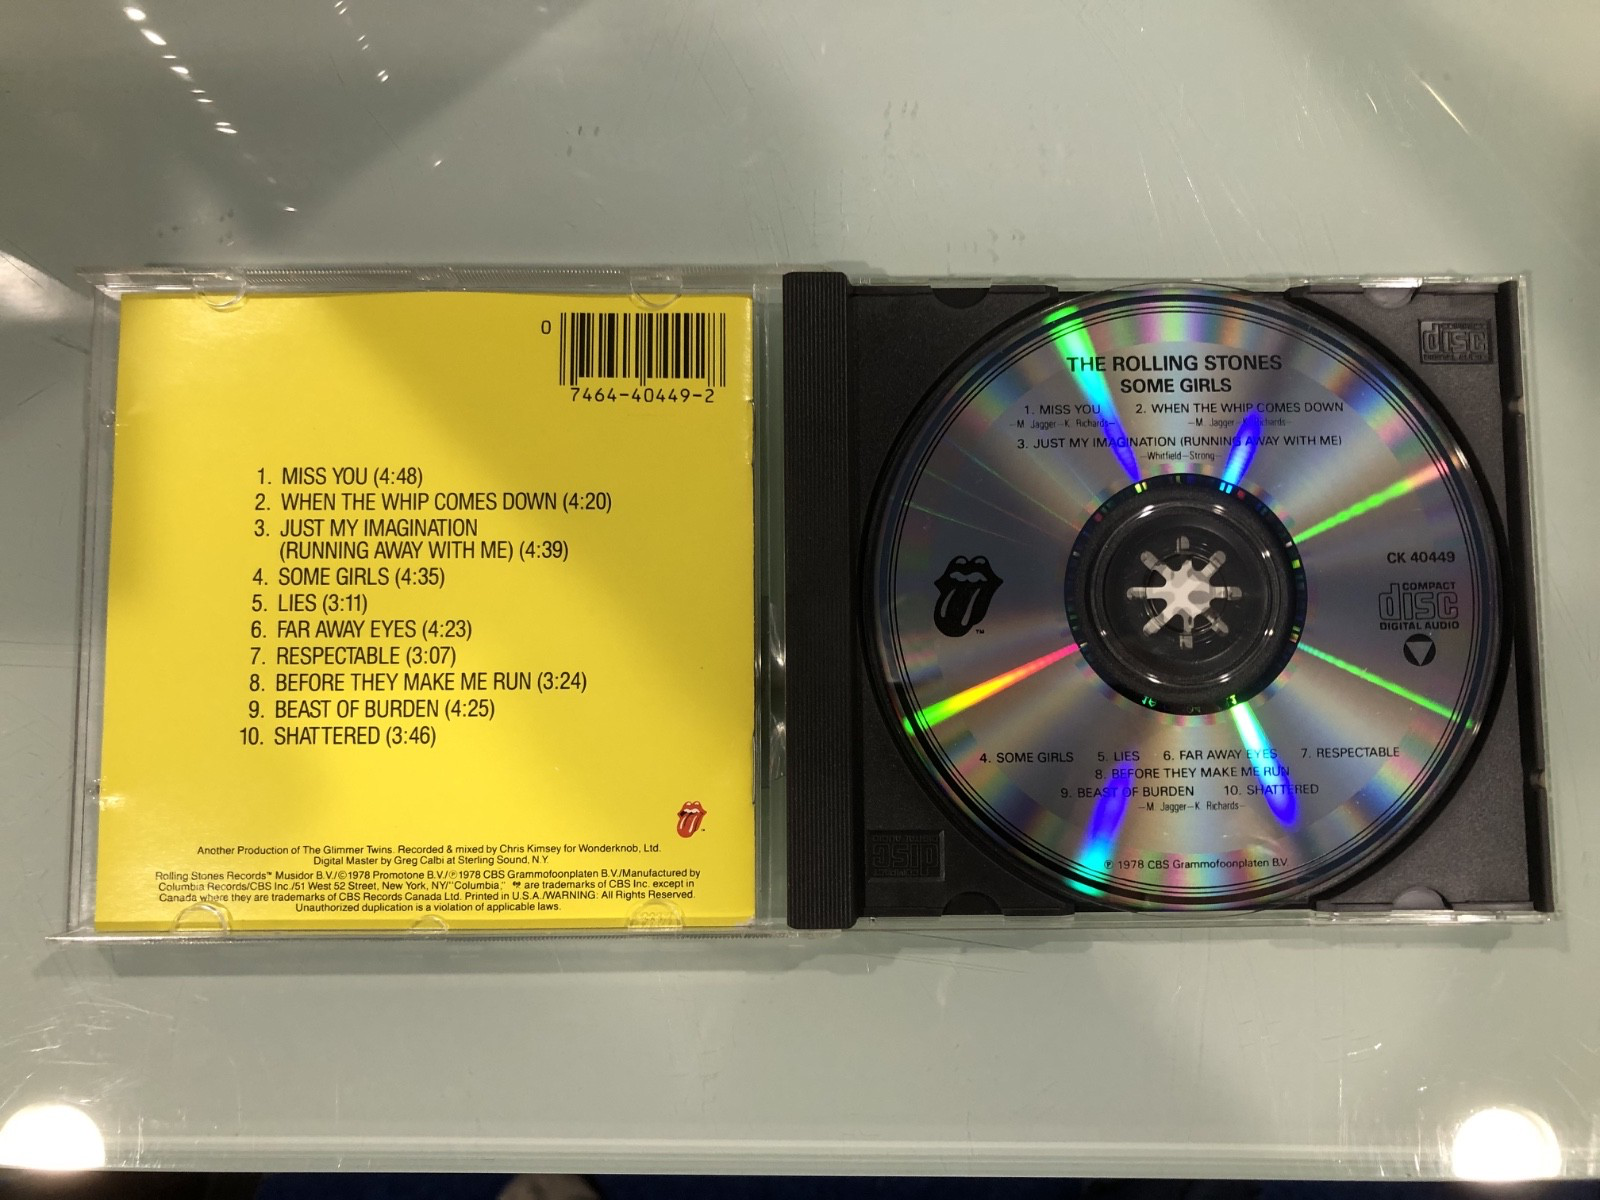 0
7464-40449-2
1. MISS YOU (4:48)
2. WHEN THE WHIP COMES DOWN (4:20)
3. JUST MY IMAGINATION
(RUNNING AWAY WITH ME) (4:39)
4. SOME GIRLS (4:35)
5. LIES (3:11)
6. FAR AWAY EYES (4:23)
7. RESPECTABLE (3:07)
8. BEFORE THEY MAKE ME RUN (3:24)
9. BEAST OF BURDEN (4:25)
10. SHATTERED (3:46)
Another Production of The Glimmer Twins. Recorded & mixed by Chris Kimsey for Wonderknob, Ltd.
Digital Master by Greg Calbi at Sterling Sound, N.Y.
Rolling Stones Records™ Musidor B.V./©1978 Promotone B.V./℗1978 CBS Grammofoonplaten B.V./Manufactured by
Columbia Records/CBS Inc./51 West 52 Street, New York, NY/"Columbia," are trademarks of CBS Inc. except in
Canada where they are trademarks of CBS Records Canada Ltd. Printed in U.S.A./WARNING: All Rights Reserved.
Unauthorized duplication is a violation of applicable laws.
THE ROLLING STONES
SOME GIRLS
1. MISS YOU 2. WHEN THE WHIP COMES DOWN
—M. Jagger—K. Richards— —M. Jagger—K. Richards—
3. JUST MY IMAGINATION (RUNNING AWAY WITH ME)
—Whitfield—Strong—
CK 40449
COMPACT
disc
DIGITAL AUDIO
™
4. SOME GIRLS 5. LIES 6. FAR AWAY EYES 7. RESPECTABLE
8. BEFORE THEY MAKE ME RUN
9. BEAST OF BURDEN 10. SHATTERED
—M. Jagger—K. Richards—
℗ 1978 CBS Grammofoonplaten B.V.
COMPACT
disc
DIGITAL AUDIO